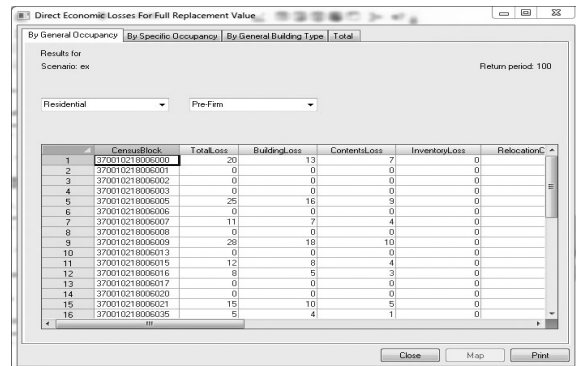 Direct Economic Losses For Full Replacement Value
By General Occupancy By Specific Occupancy By General Building Type Total
Results for
Scenario: ex Return period: 100
Residential Pre-Firm
CensusBlock TotalLoss BuildingLoss ContentsLoss InventoryLoss RelocationC
1 370010218006000 20 13 7 0
2 370010218006001 0 0 0 0
3 370010218006002 0 0 0 0
4 370010218006003 0 0 0 0
5 370010218006005 25 16 9 0
6 370010218006006 0 0 0 0
7 370010218006007 11 7 4 0
8 370010218006008 0 0 0 0
9 370010218006009 28 18 10 0
10 370010218006013 0 0 0 0
11 370010218006015 12 8 4 0
12 370010218006016 8 5 3 0
13 370010218006017 0 0 0 0
14 370010218006020 0 0 0 0
15 370010218006021 15 10 5 0
16 370010218006035 5 4 1 0
Close Map Print